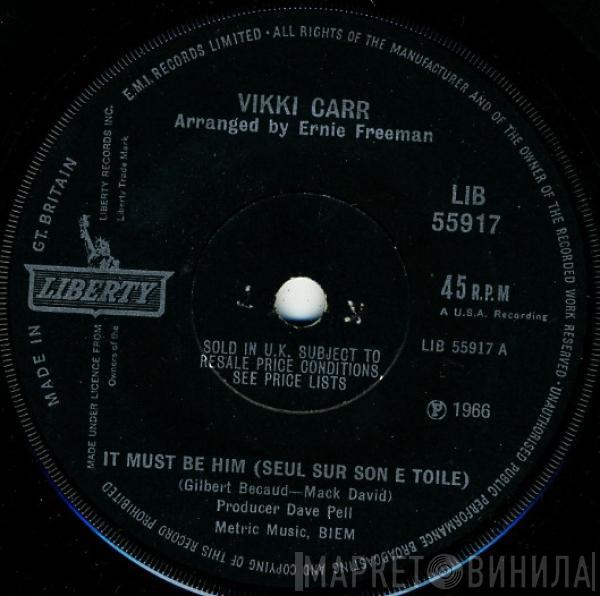 E.M.I. RECORDS LIMITED · ALL RIGHTS OF THE MANUFACTURER AND OF THE OWNER OF THE RECORDED WORK RESERVED · UNAUTHORISED PUBLIC PERFORMANCE BROADCASTING AND COPYING OF THIS RECORD PROHIBITED
MADE IN GT. BRITAIN
VIKKI CARR
Arranged by Ernie Freeman
LIBERTY RECORDS INC.
Liberty Trade Mark
LIBERTY
MADE UNDER LICENCE FROM
Owners of the
LIB
55917
45 R.P.M
A U.S.A. Recording
LIB 55917 A
SOLD IN U.K. SUBJECT TO
RESALE PRICE CONDITIONS,
SEE PRICE LISTS
Ⓟ 1966
IT MUST BE HIM (SEUL SUR SON E TOILE)
(Gilbert Becaud—Mack David)
Producer Dave Pell
Metric Music, BIEM
МАРКЕТ ВИНИЛА